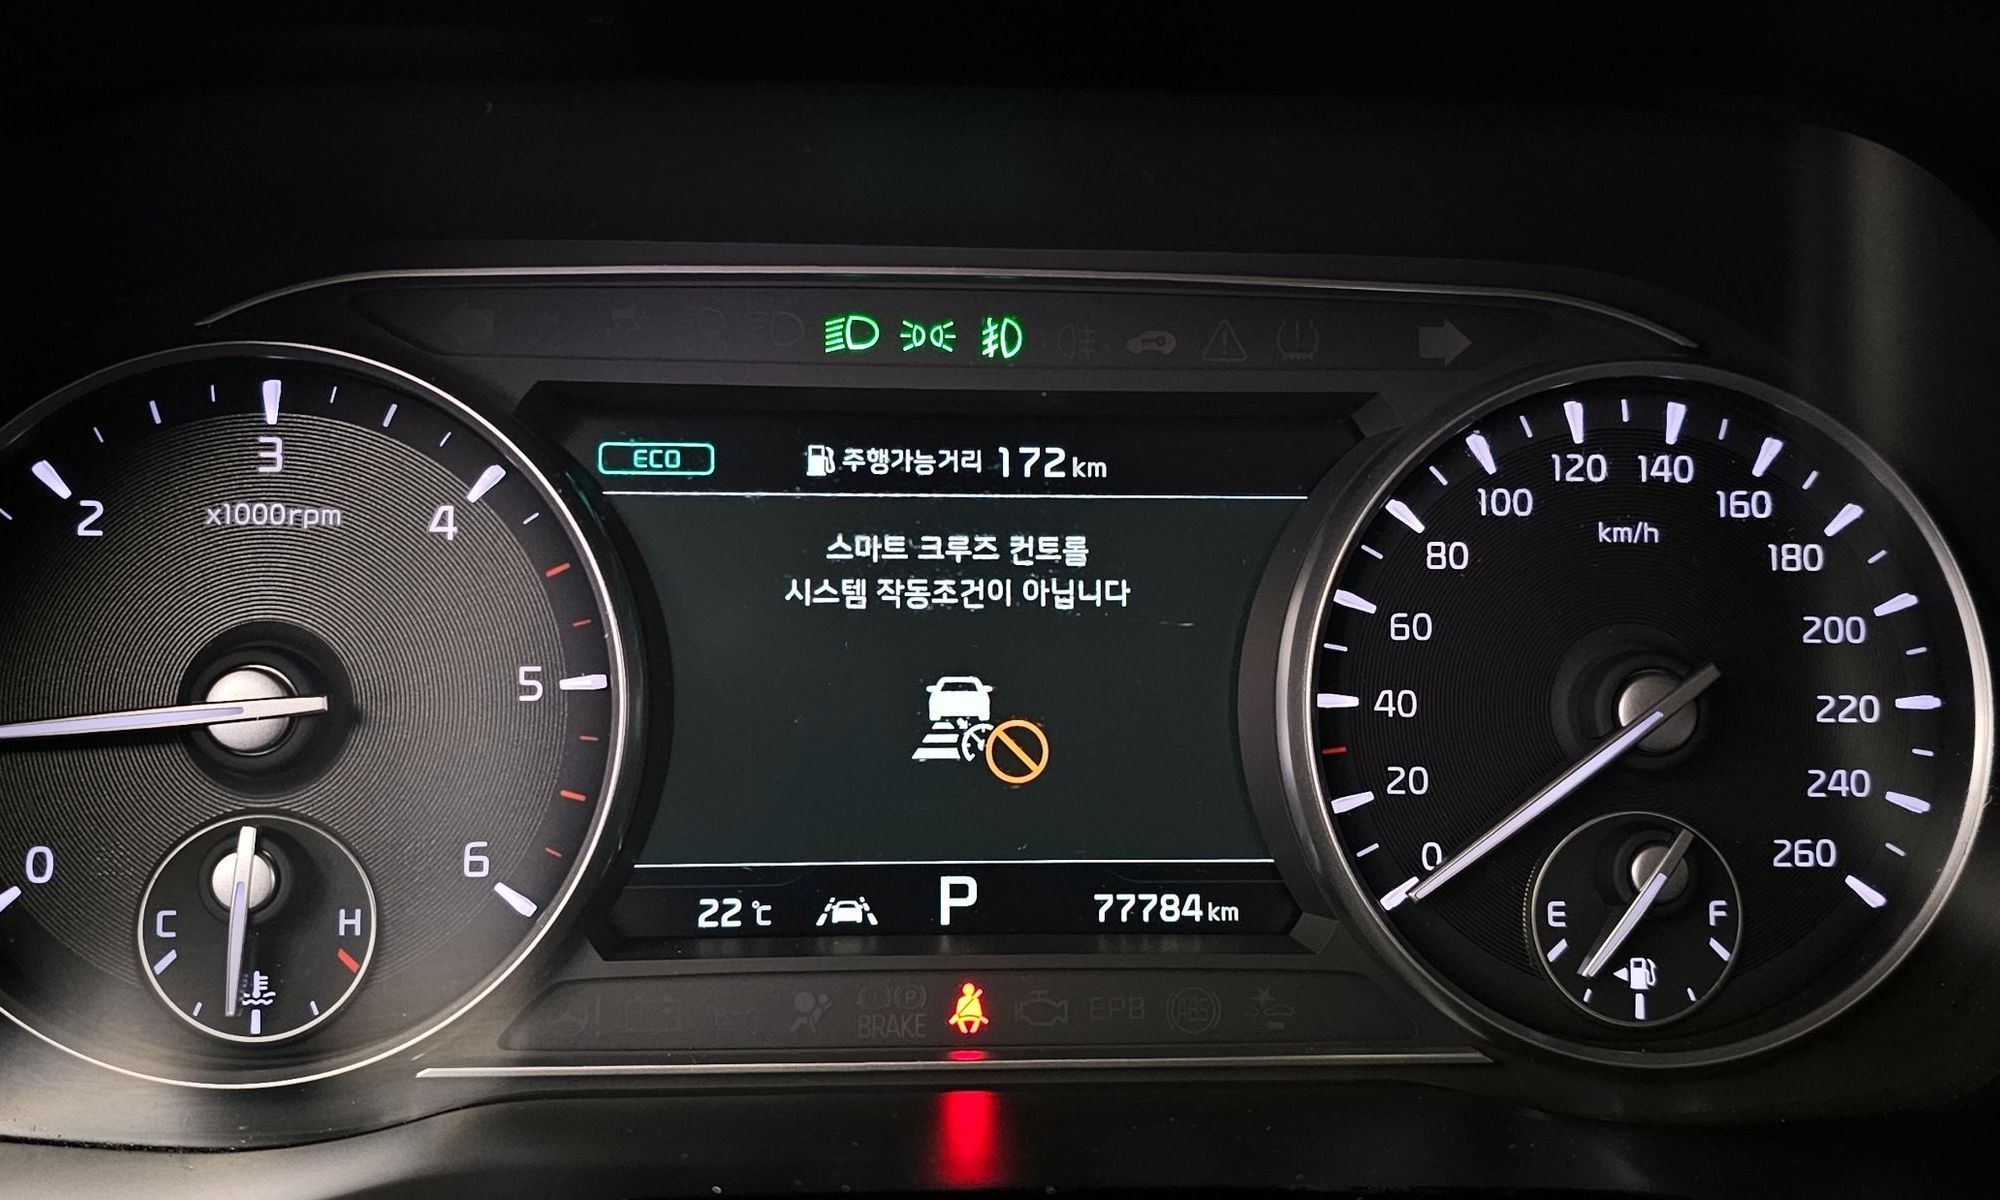 ECO 주행가능거리 172 km
스마트 크루즈 컨트롤
시스템 작동조건이 아닙니다
22 ℃ P 77784 km
0 2 3 4 5 6
x1000rpm
C H
0 20 40 60 80 100 120 140 160 180 200 220 240 260
km/h
E F
BRAKE EPB ABS
(P)